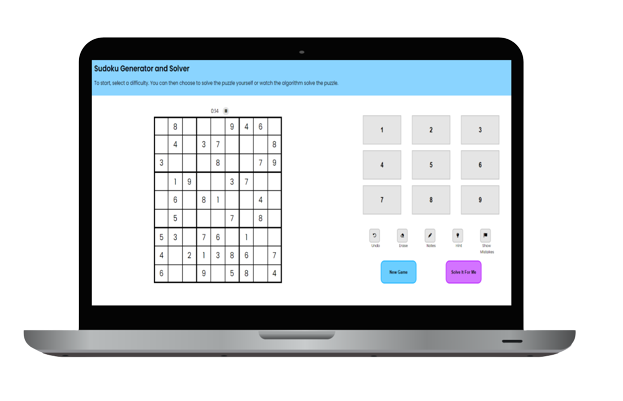 Sudoku Generator and Solver
To start, select a difficulty. You can then choose to solve the puzzle yourself or watch the algorithm solve the puzzle.
0:14
8 9 4 6
4 3 7 8
3 8 7 9
1 9 3 7
6 8 1 4
5 7 8
5 3 7 6 1
4 2 1 3 8 6 7
6 9 5 8 4
1 2 3
4 5 6
7 8 9
Undo Erase Notes Hint Show Mistakes
New Game Solve It For Me